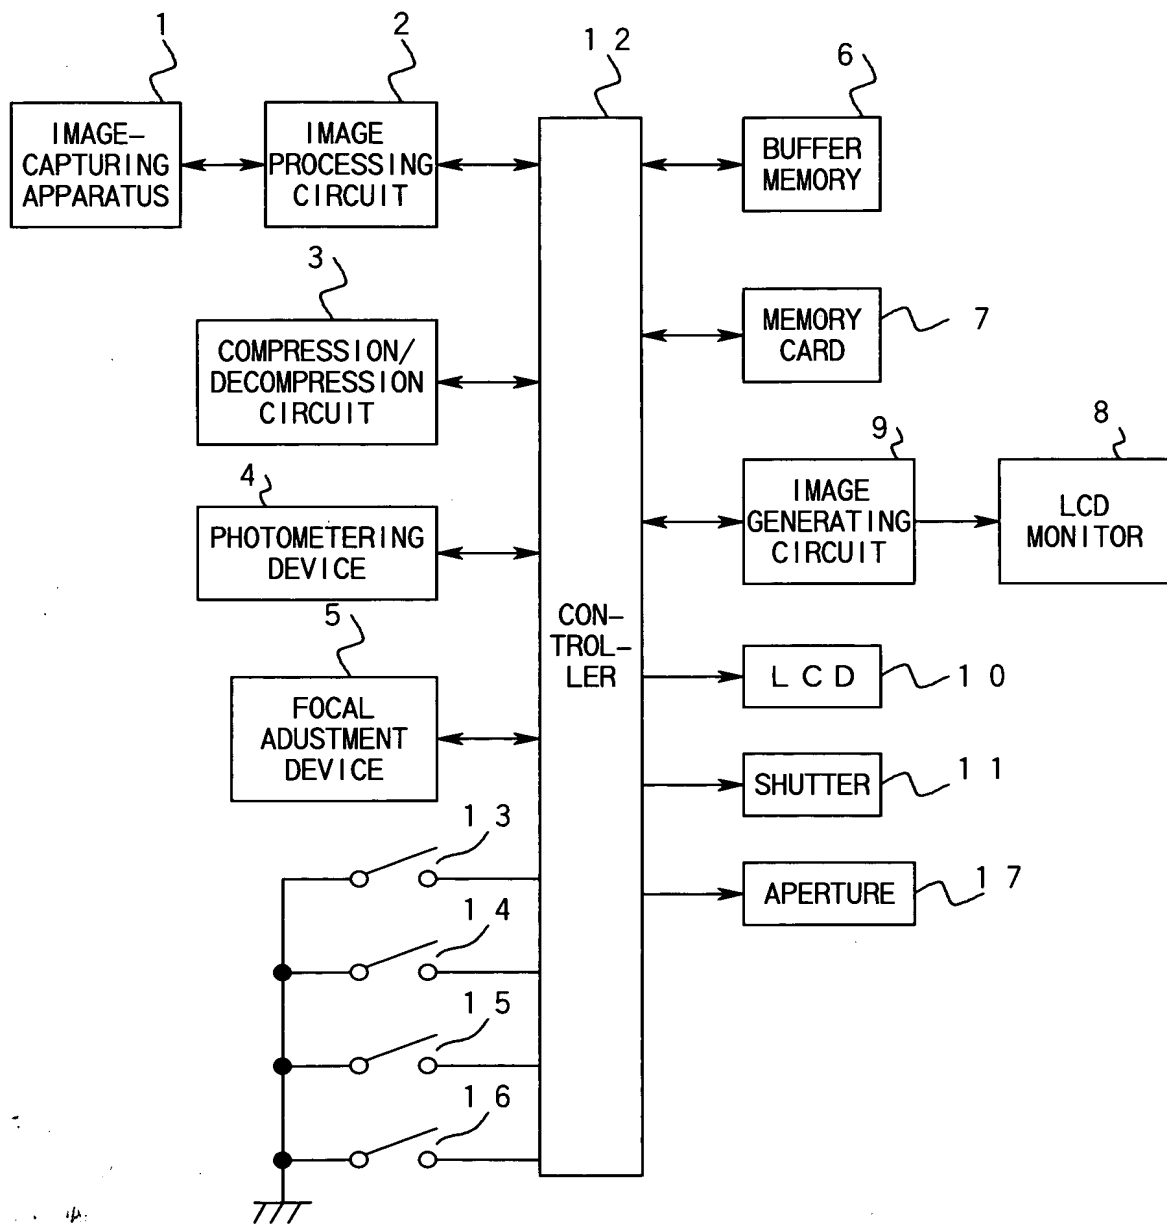 1
2
1 2
6
IMAGE–
CAPTURING
APPARATUS
IMAGE
PROCESSING
CIRCUIT
BUFFER
MEMORY
3
COMPRESSION/
DECOMPRESSION
CIRCUIT
MEMORY
CARD
7
4
PHOTOMETERING
DEVICE
9
8
IMAGE
GENERATING
CIRCUIT
LCD
MONITOR
5
FOCAL
ADUSTMENT
DEVICE
CON–
TROL–
LER
LCD
1 0
SHUTTER
1 1
APERTURE
1 7
1 3
1 4
1 5
1 6